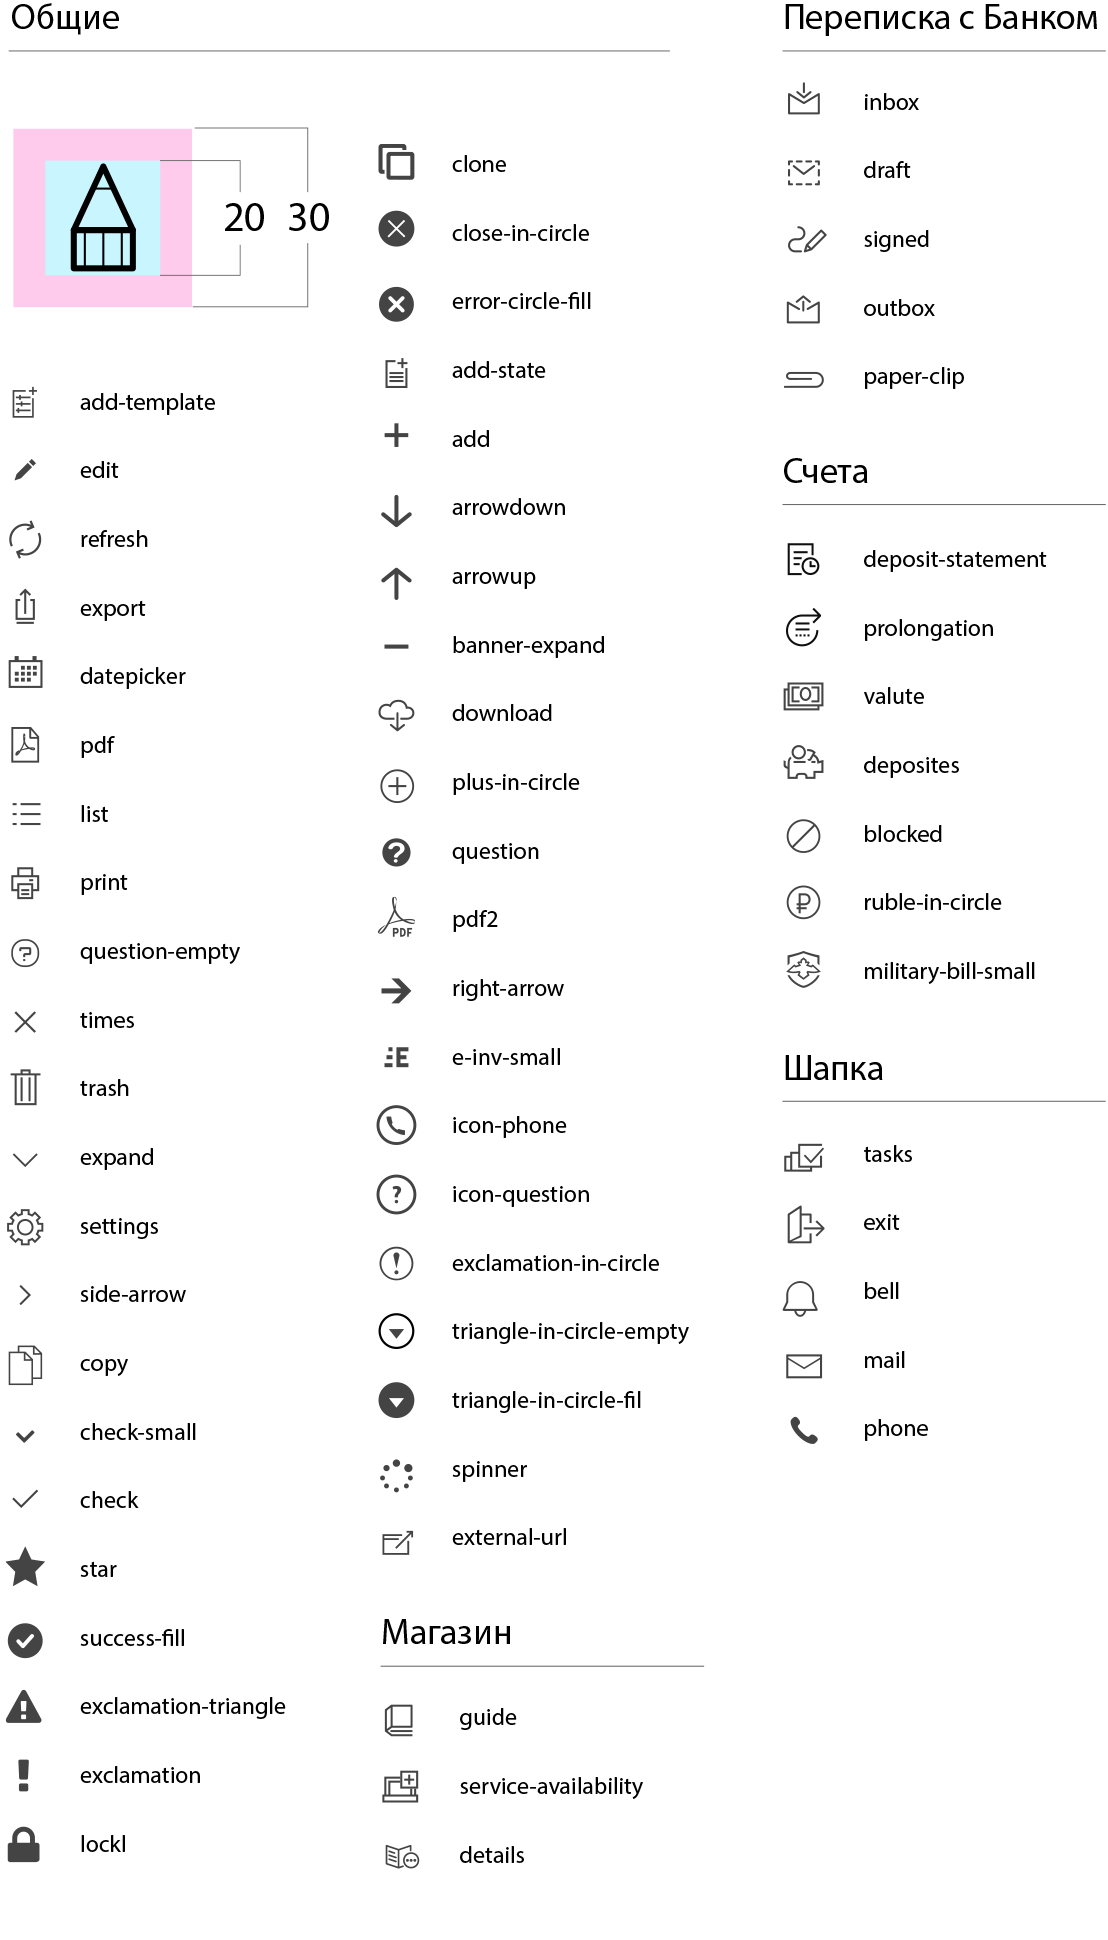 Общие
20 30
add-template
edit
refresh
export
datepicker
pdf
list
print
question-empty
times
trash
expand
settings
side-arrow
copy
check-small
check
star
success-fill
exclamation-triangle
exclamation
lockl
clone
close-in-circle
error-circle-fill
add-state
add
arrowdown
arrowup
banner-expand
download
plus-in-circle
question
PDF
pdf2
right-arrow
e-inv-small
icon-phone
icon-question
exclamation-in-circle
triangle-in-circle-empty
triangle-in-circle-fil
spinner
external-url
Магазин
guide
service-availability
details
Переписка с Банком
inbox
draft
signed
outbox
paper-clip
Счета
deposit-statement
prolongation
valute
deposites
blocked
ruble-in-circle
military-bill-small
Шапка
tasks
exit
bell
mail
phone